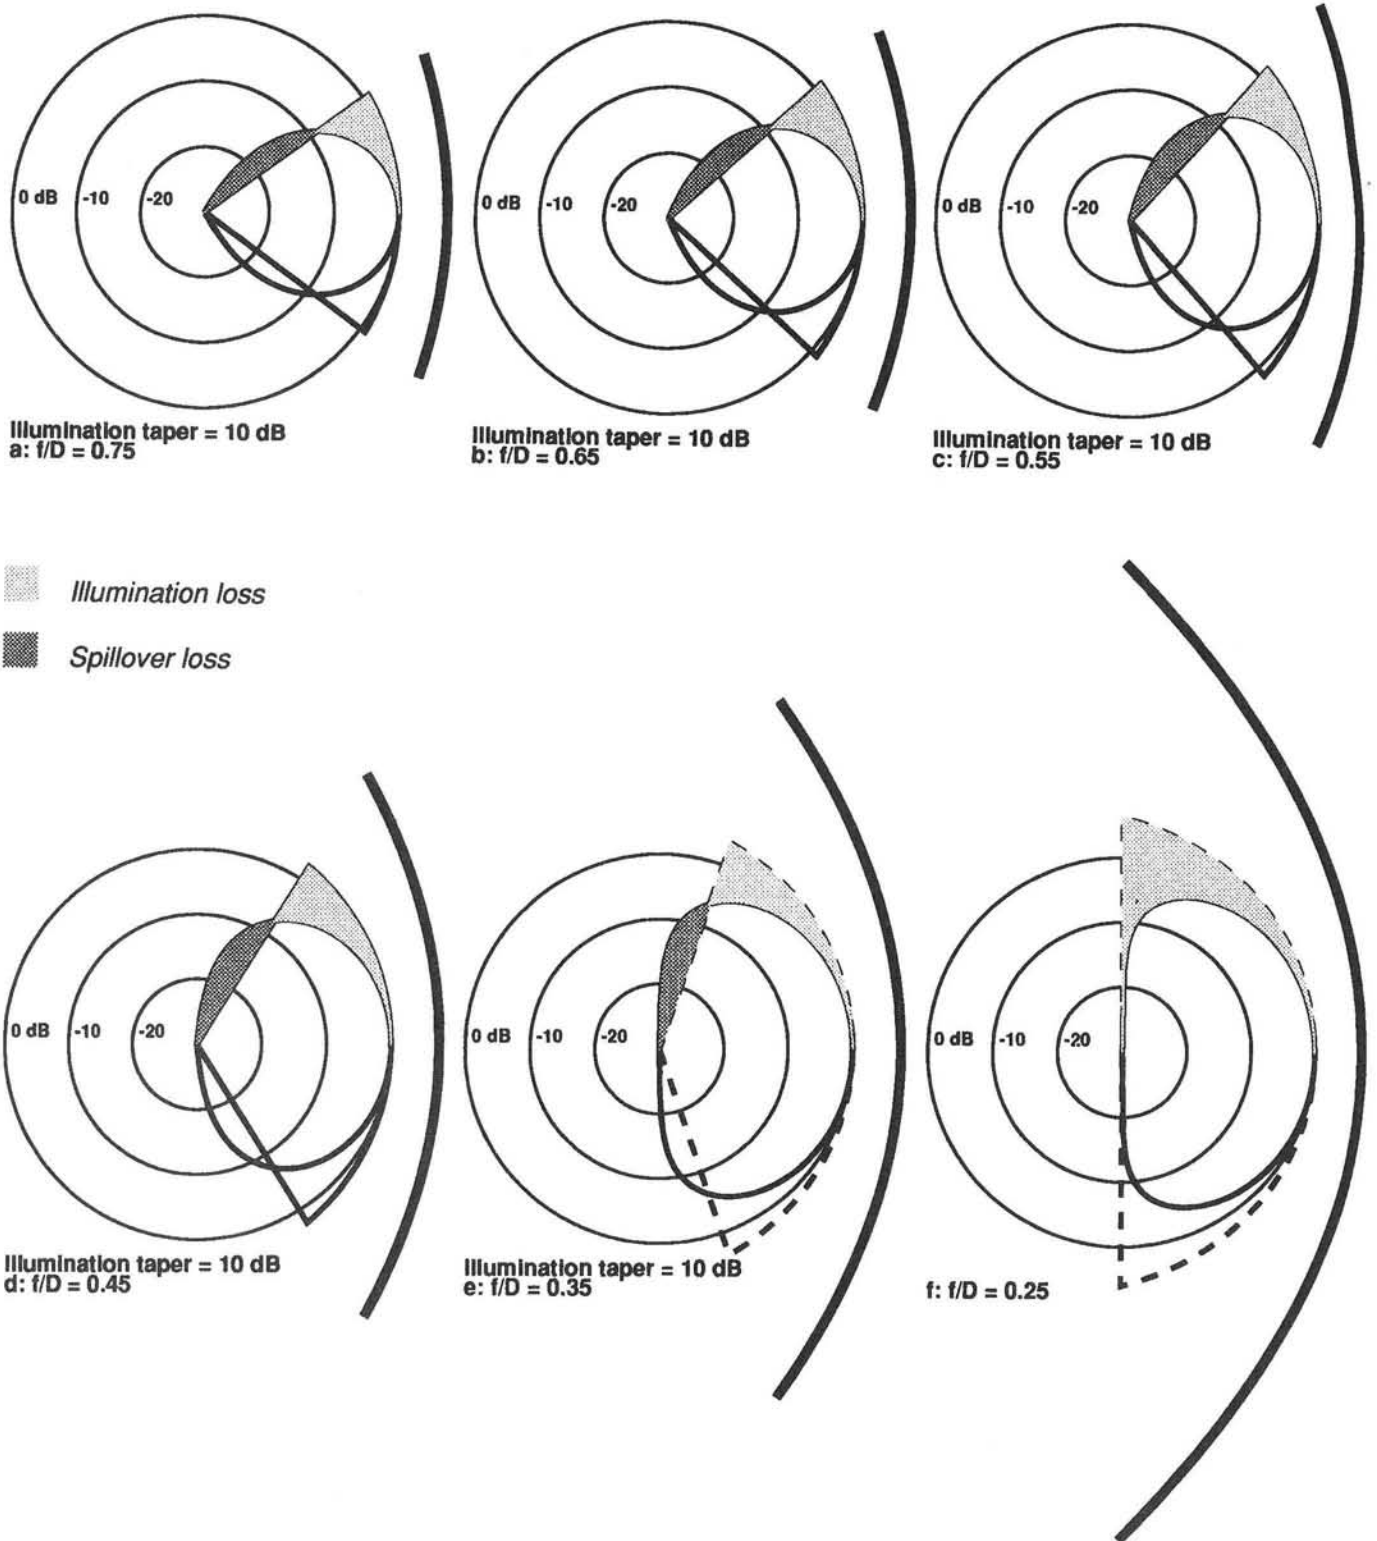 0 dB -10 -20
Illumination taper = 10 dB
a: f/D = 0.75
0 dB -10 -20
Illumination taper = 10 dB
b: f/D = 0.65
0 dB -10 -20
Illumination taper = 10 dB
c: f/D = 0.55
Illumination loss
Spillover loss
0 dB -10 -20
Illumination taper = 10 dB
d: f/D = 0.45
0 dB -10 -20
Illumination taper = 10 dB
e: f/D = 0.35
0 dB -10 -20
f: f/D = 0.25